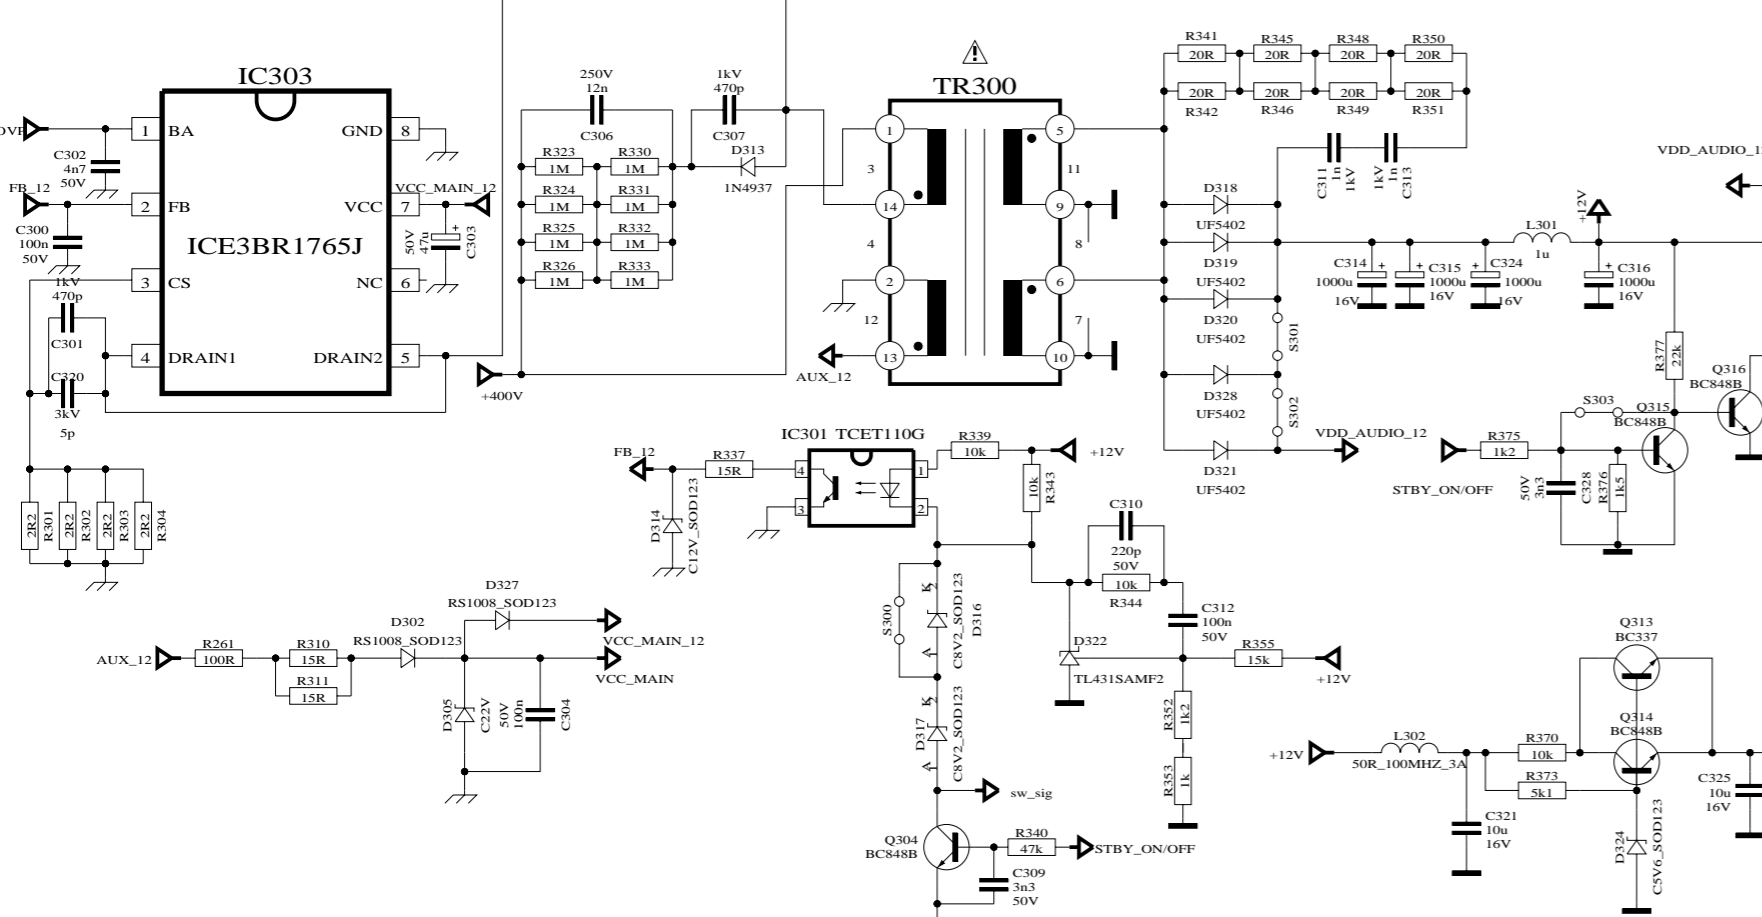 IC303
1
BA
GND
8
C302
4n7
50V
FB_12
2
FB
VCC
7
VCC_MAIN_12
C300
100n
50V
ICE3BR1765J
50V
47u
+
C303
3
CS
NC
6
1kV
470p
C301
4
DRAIN1
DRAIN2
5
C320
3kV
5p
2R2
R301
2R2
R302
2R2
R303
2R2
R304
250V
12n
C306
1kV
470p
C307
R323
1M
R330
1M
D313
1N4937
R324
1M
R331
1M
R325
1M
R332
1M
R326
1M
R333
1M
+400V
TR300
1
5
3
11
14
9
4
8
2
6
12
7
13
10
AUX_12
R341
20R
R345
20R
R348
20R
R350
20R
20R
R342
20R
R346
20R
R349
20R
R351
C311
1n
1kV
1kV
1n
C313
D318
UF5402
D319
UF5402
D320
UF5402
D328
UF5402
D321
UF5402
S301
S302
VDD_AUDIO_12
C314
1000u
16V
+
C315
1000u
16V
+
C324
1000u
16V
+
L301
1u
+12V
C316
1000u
16V
+
R377
22k
Q316
BC848B
S303
Q315
BC848B
R375
1k2
STBY_ON/OFF
50V
3n3
C328
R376
1k5
IC301 TCET110G
FB_12
R337
15R
4
3
1
2
R339
10k
+12V
10k
R343
D314
C12V_SOD123
C310
220p
50V
10k
R344
S300
K
2
A
1
C8V2_SOD123
D316
K
2
A
1
D317
C8V2_SOD123
C312
100n
50V
D322
TL431SAMF2
R355
15k
+12V
R352
1k2
R353
1k
sw_sig
Q304
BC848B
R340
47k
STBY_ON/OFF
C309
3n3
50V
D327
RS1008_SOD123
D302
RS1008_SOD123
VCC_MAIN_12
VCC_MAIN
AUX_12
R261
100R
R310
15R
R311
15R
D305
C22V
50V
100n
C304
Q313
BC337
Q314
BC848B
+12V
L302
50R_100MHZ_3A
R370
10k
R373
5k1
C321
10u
16V
D324
C5V6_SOD123
C325
10u
16V